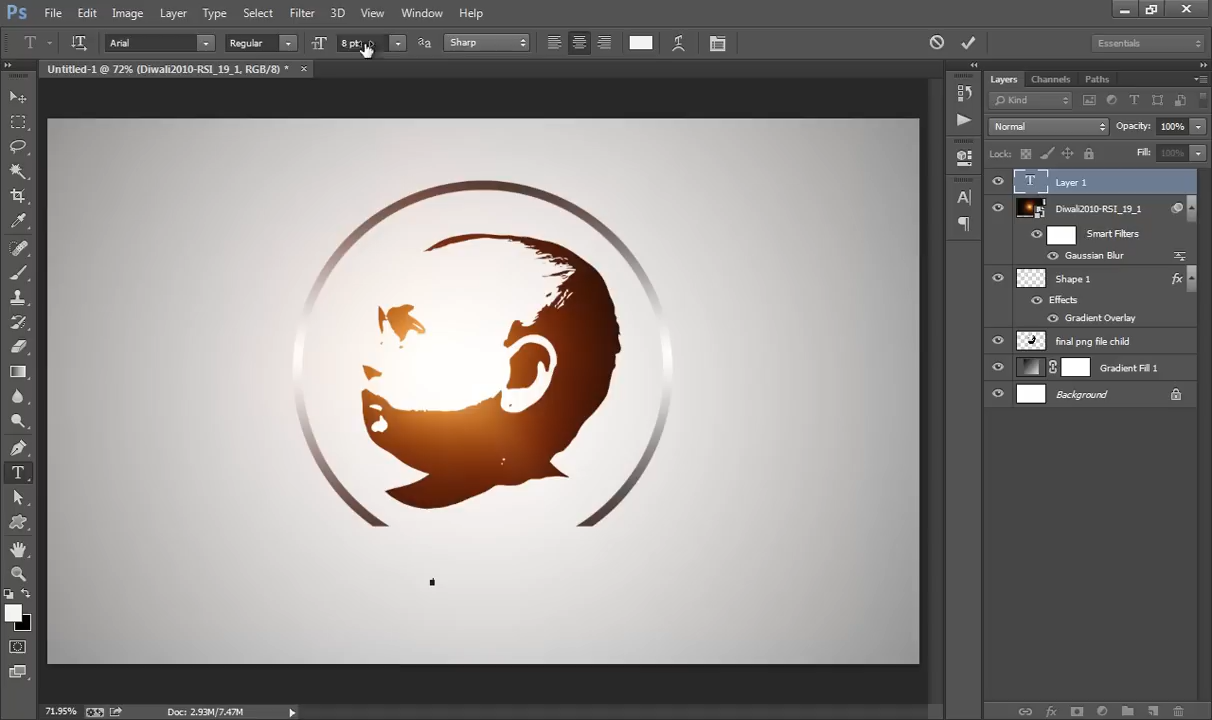 Ps File Edit Image Layer Type Select Filter 3D View Window Help
Arial Regular 8 pt Sharp Essentials
Untitled-1 @ 72% (Diwali2010-RSI_19_1, RGB/8) *
Layers Channels Paths
Kind
Normal Opacity: 100%
Lock: Fill: 100%
Layer 1
Diwali2010-RSI_19_1
Smart Filters
Gaussian Blur
Shape 1 fx
Effects
Gradient Overlay
final png file child
Gradient Fill 1
Background
71.95% Doc: 2.93M/7.47M